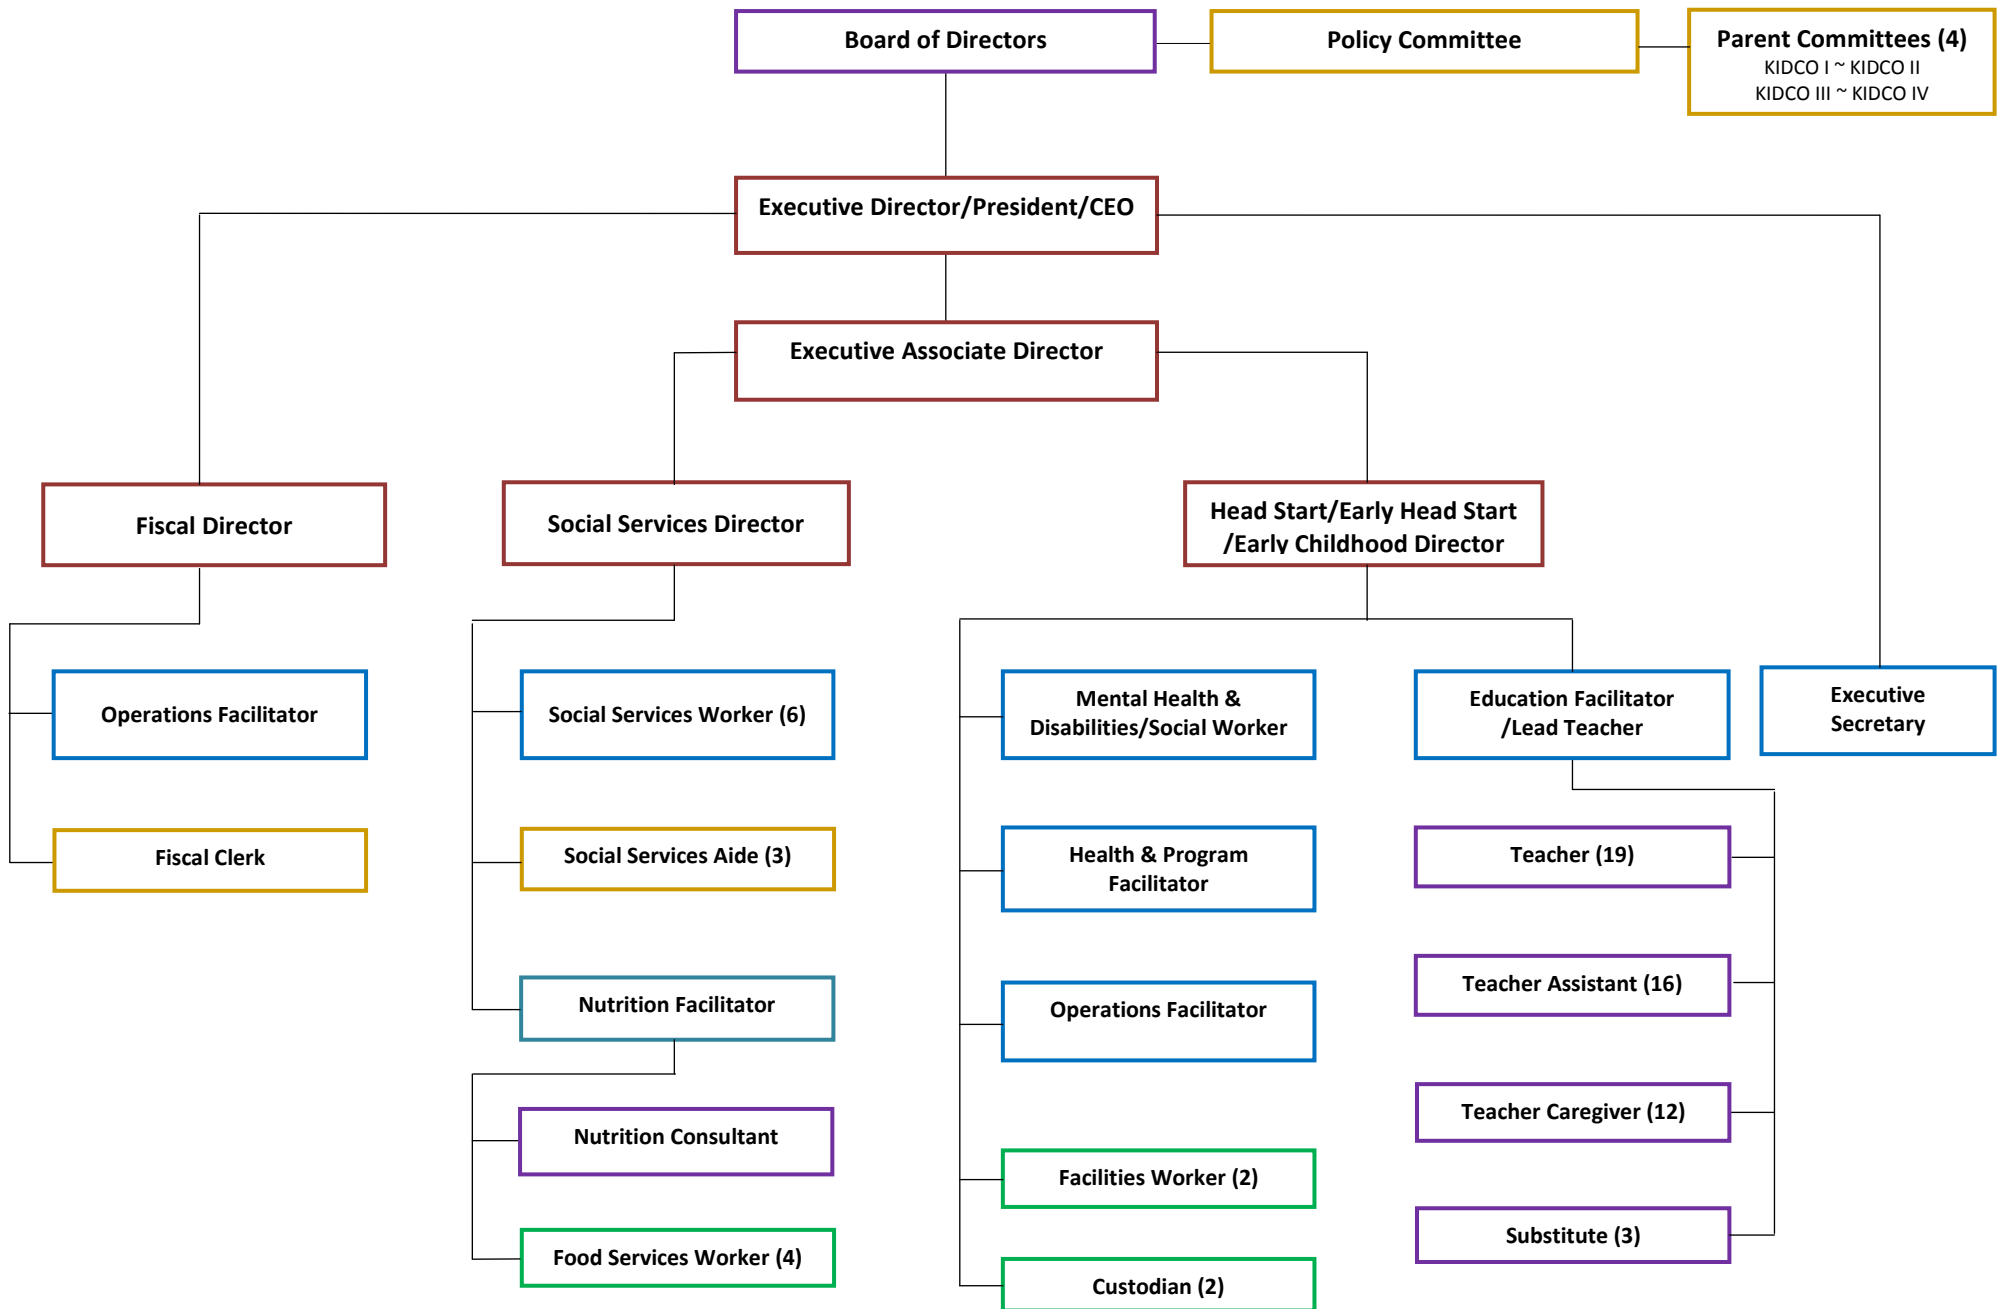 Board of Directors
Policy Committee
Parent Committees (4)
KIDCO I ~ KIDCO II
KIDCO III ~ KIDCO IV
Executive Director/President/CEO
Executive Associate Director
Fiscal Director
Social Services Director
Head Start/Early Head Start
/Early Childhood Director
Operations Facilitator
Social Services Worker (6)
Mental Health &
Disabilities/Social Worker
Education Facilitator
/Lead Teacher
Executive
Secretary
Fiscal Clerk
Social Services Aide (3)
Health & Program
Facilitator
Teacher (19)
Nutrition Facilitator
Operations Facilitator
Teacher Assistant (16)
Nutrition Consultant
Facilities Worker (2)
Teacher Caregiver (12)
Food Services Worker (4)
Custodian (2)
Substitute (3)